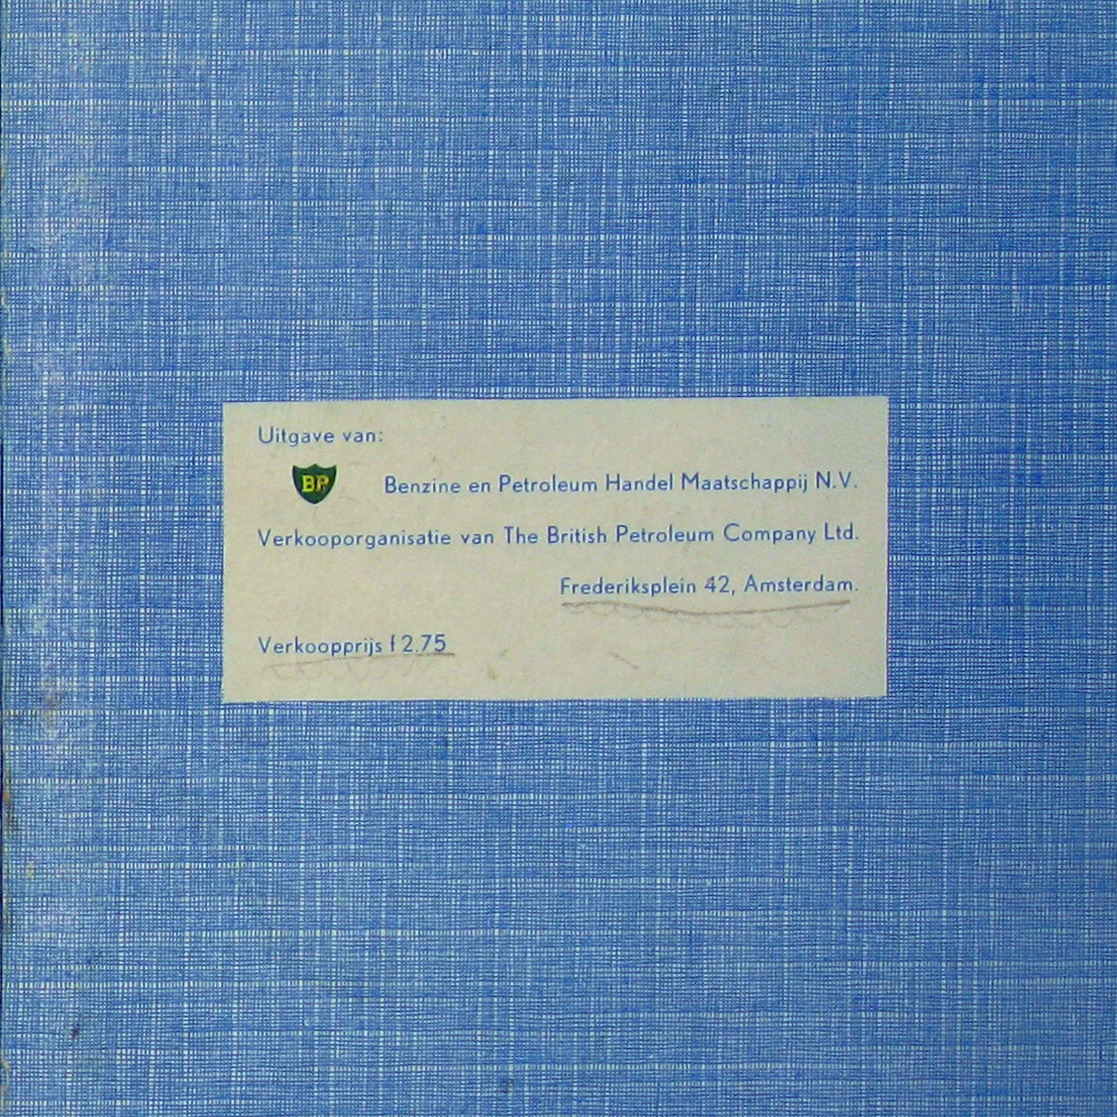 Uitgave van:
BP Benzine en Petroleum Handel Maatschappij N.V.
Verkooporganisatie van The British Petroleum Company Ltd.
Frederiksplein 42, Amsterdam.
Verkoopprijs f 2.75